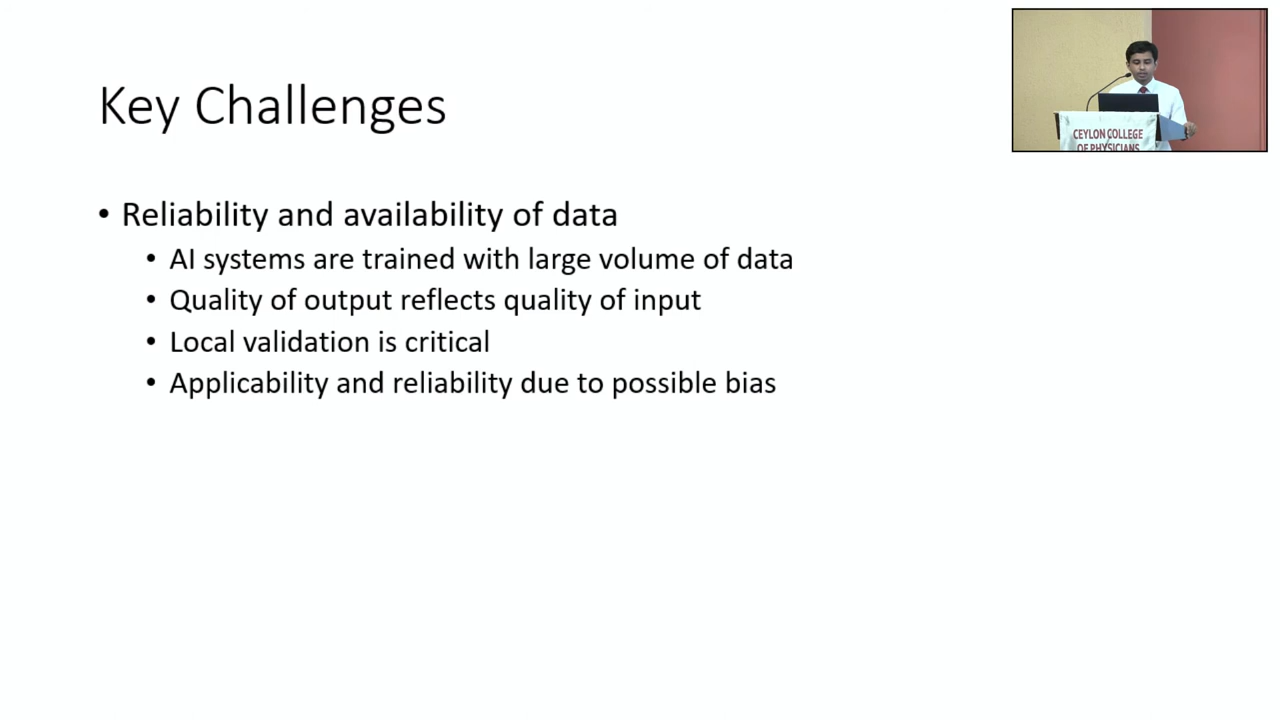 Key Challenges
• Reliability and availability of data
• AI systems are trained with large volume of data
• Quality of output reflects quality of input
• Local validation is critical
• Applicability and reliability due to possible bias
CEYLON COLLEGE
OF PHYSICIANS